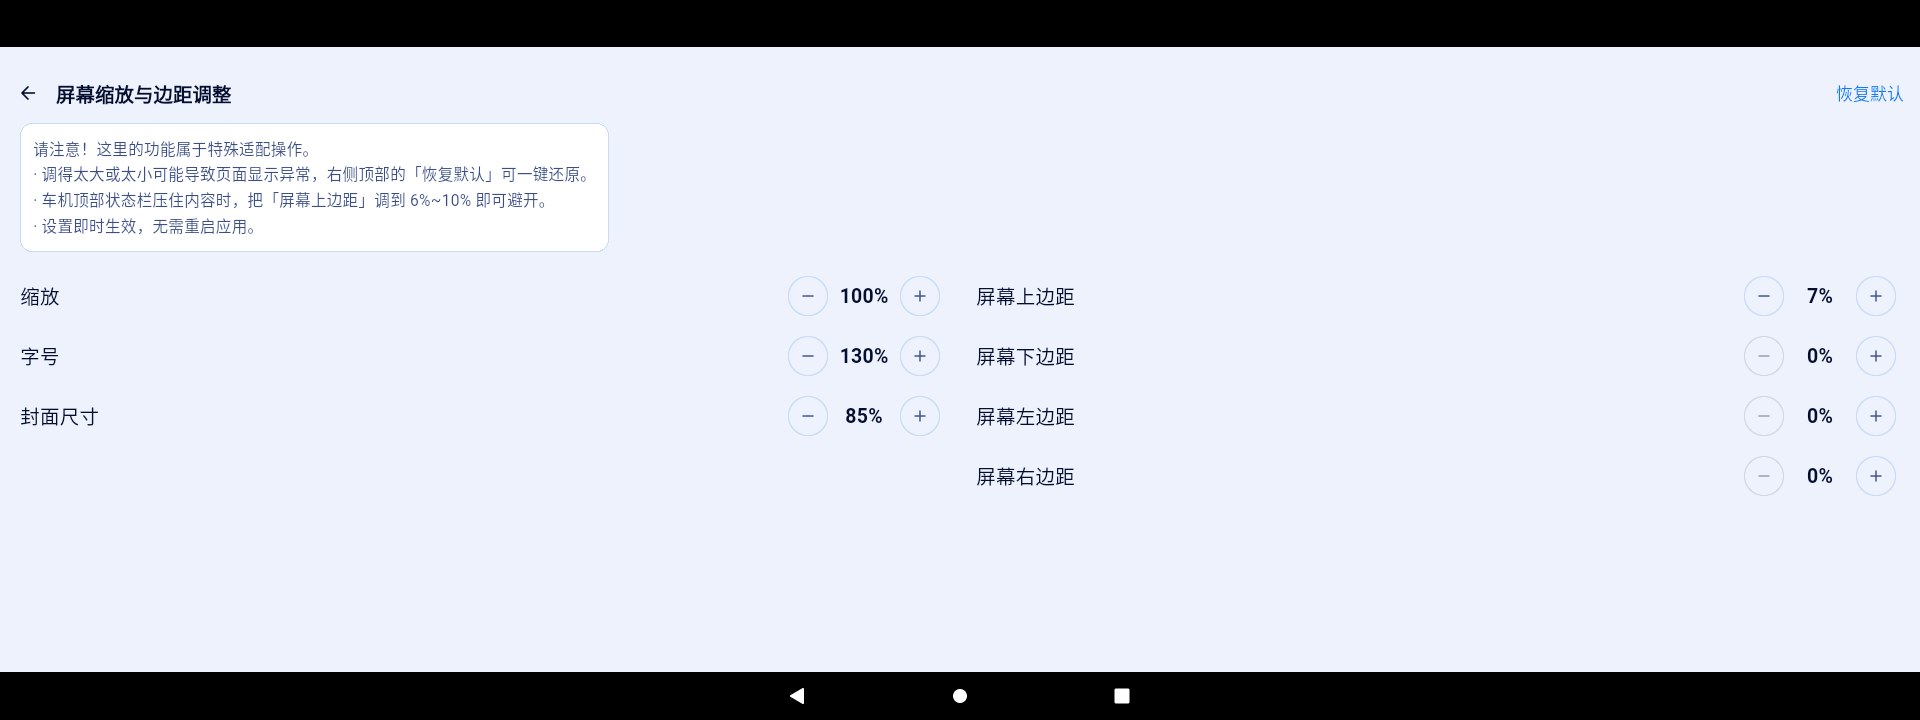 屏幕缩放与边距调整
恢复默认
请注意！这里的功能属于特殊适配操作。
· 调得太大或太小可能导致页面显示异常，右侧顶部的「恢复默认」可一键还原。
· 车机顶部状态栏压住内容时，把「屏幕上边距」调到 6%~10% 即可避开。
· 设置即时生效，无需重启应用。
缩放 − 100% +
字号 − 130% +
封面尺寸 − 85% +
屏幕上边距 − 7% +
屏幕下边距 − 0% +
屏幕左边距 − 0% +
屏幕右边距 − 0% +